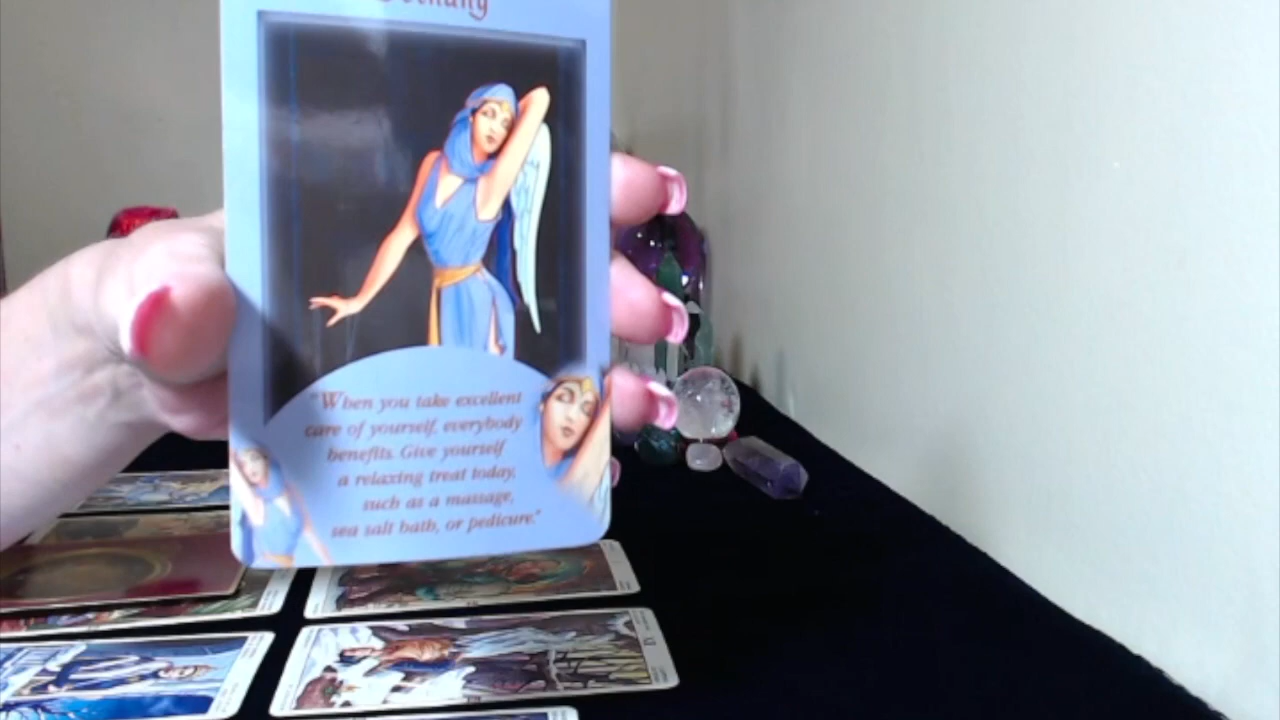 "When you take excellent
care of yourself, everybody
benefits. Give yourself
a relaxing treat today,
such as a massage,
sea salt bath, or pedicure."